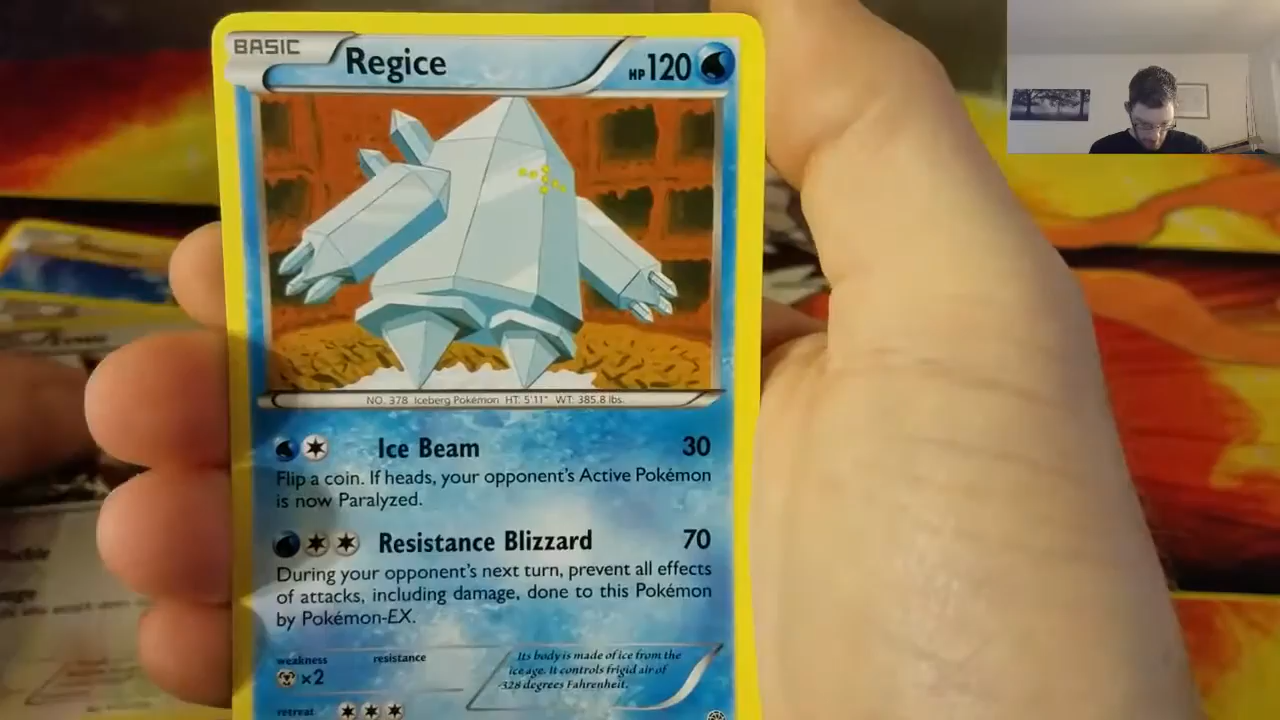 BASIC Regice HP 120
NO. 378 Iceberg Pokémon HT: 5'11" WT: 385.8 lbs.
Ice Beam 30
Flip a coin. If heads, your opponent's Active Pokémon
is now Paralyzed.
Resistance Blizzard 70
During your opponent's next turn, prevent all effects
of attacks, including damage, done to this Pokémon
by Pokémon-EX.
weakness resistance
×2
Its body is made of ice from the
ice age. It controls frigid air of
-328 degrees Fahrenheit.
retreat